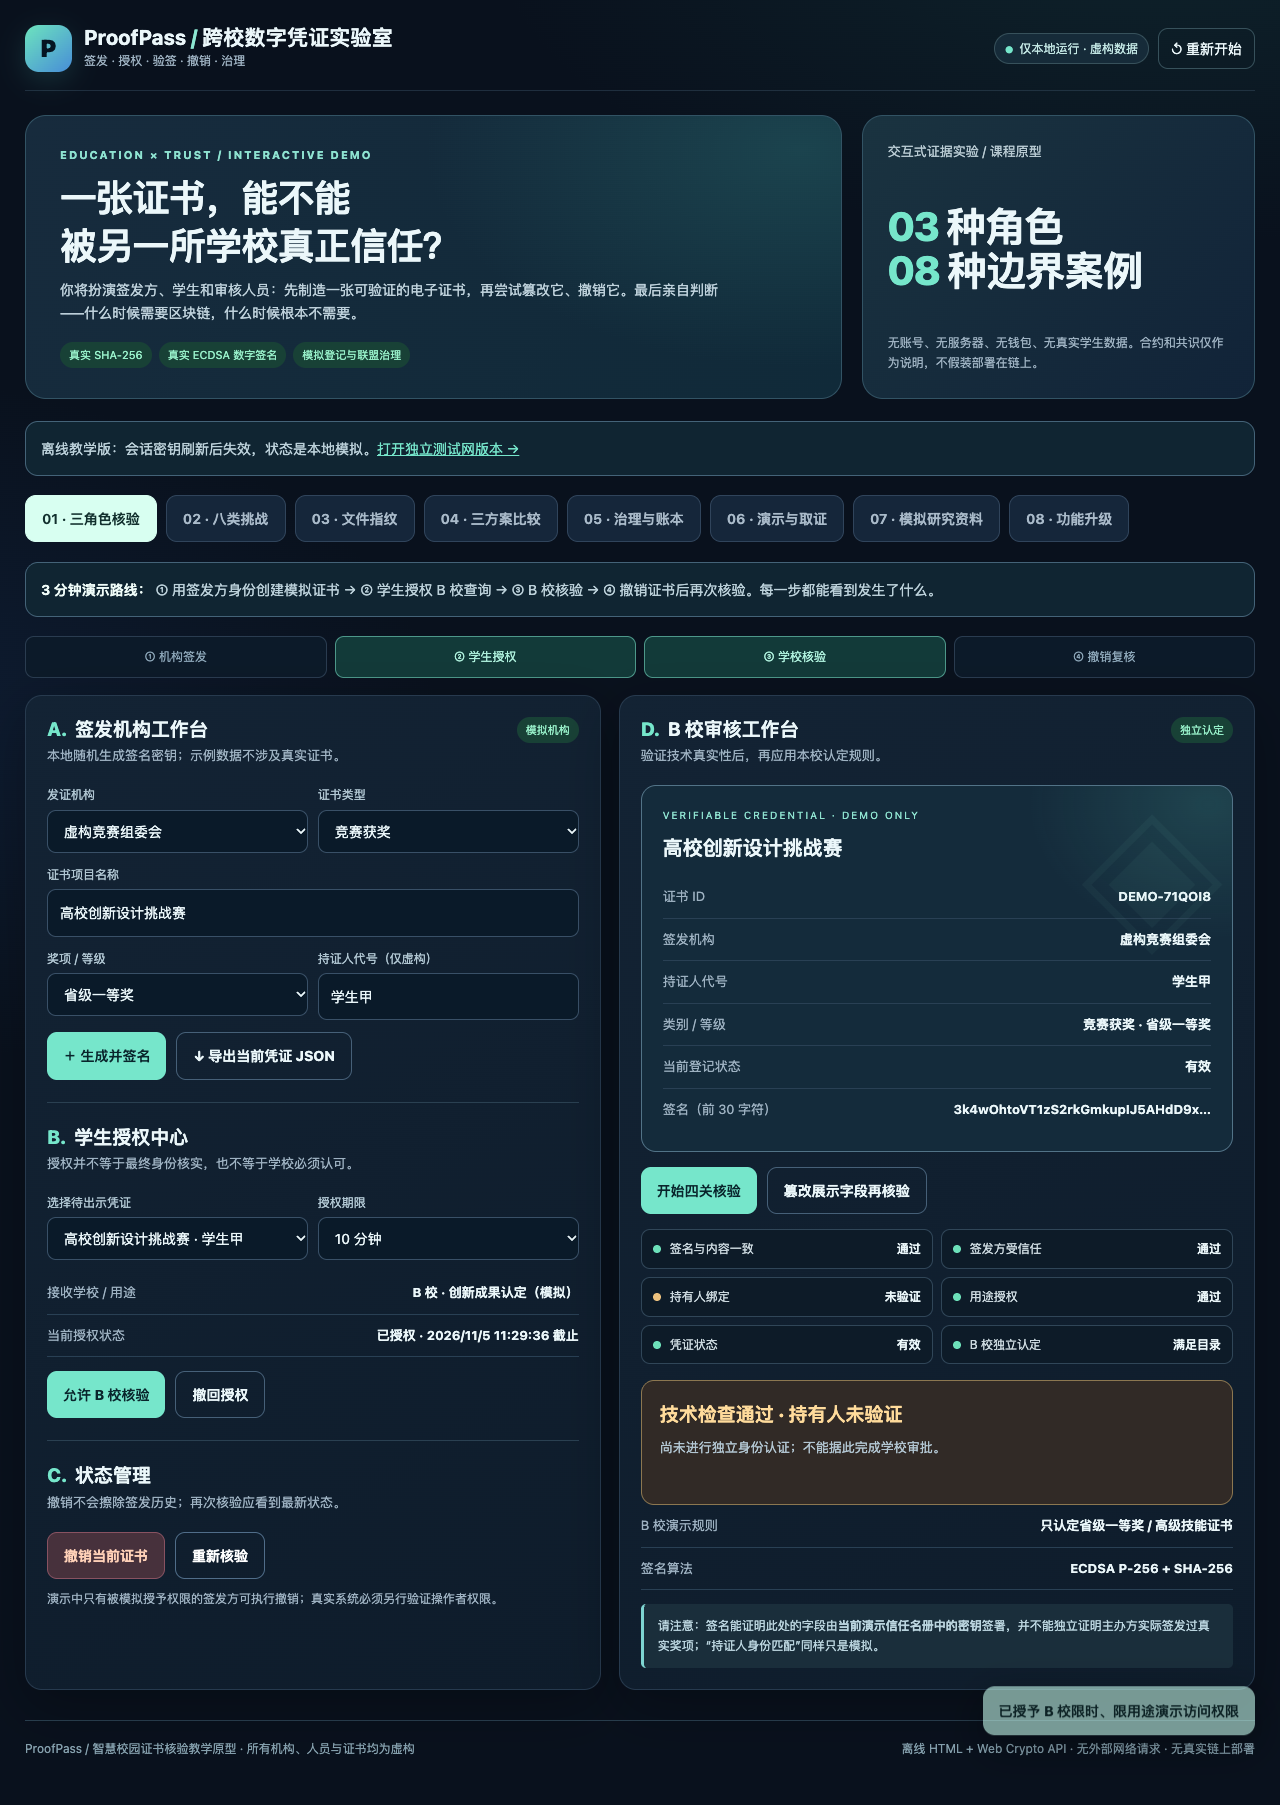 P
ProofPass / 跨校数字凭证实验室
签发 · 授权 · 验签 · 撤销 · 治理
仅本地运行 · 虚构数据
↺ 重新开始
EDUCATION × TRUST / INTERACTIVE DEMO
一张证书，能不能
被另一所学校真正信任？
你将扮演签发方、学生和审核人员：先制造一张可验证的电子证书，再尝试篡改它、撤销它。最后亲自判断
——什么时候需要区块链，什么时候根本不需要。
真实 SHA-256
真实 ECDSA 数字签名
模拟登记与联盟治理
交互式证据实验 / 课程原型
03 种角色
08 种边界案例
无账号、无服务器、无钱包、无真实学生数据。合约和共识仅作
为说明，不假装部署在链上。
离线教学版：会话密钥刷新后失效，状态是本地模拟。打开独立测试网版本 →
01 · 三角色核验
02 · 八类挑战
03 · 文件指纹
04 · 三方案比较
05 · 治理与账本
06 · 演示与取证
07 · 模拟研究资料
08 · 功能升级
3 分钟演示路线： ① 用签发方身份创建模拟证书 → ② 学生授权 B 校查询 → ③ B 校核验 → ④ 撤销证书后再次核验。每一步都能看到发生了什么。
① 机构签发
② 学生授权
③ 学校核验
④ 撤销复核
A. 签发机构工作台
模拟机构
本地随机生成签名密钥；示例数据不涉及真实证书。
发证机构
证书类型
虚构竞赛组委会
竞赛获奖
证书项目名称
高校创新设计挑战赛
奖项 / 等级
持证人代号（仅虚构）
省级一等奖
学生甲
＋ 生成并签名
↓ 导出当前凭证 JSON
B. 学生授权中心
授权并不等于最终身份核实，也不等于学校必须认可。
选择待出示凭证
授权期限
高校创新设计挑战赛 · 学生甲
10 分钟
接收学校 / 用途
B 校 · 创新成果认定（模拟）
当前授权状态
已授权 · 2026/11/5 11:29:36 截止
允许 B 校核验
撤回授权
C. 状态管理
撤销不会擦除签发历史；再次核验应看到最新状态。
撤销当前证书
重新核验
演示中只有被模拟授予权限的签发方可执行撤销；真实系统必须另行验证操作者权限。
D. B 校审核工作台
独立认定
验证技术真实性后，再应用本校认定规则。
VERIFIABLE CREDENTIAL · DEMO ONLY
高校创新设计挑战赛
证书 ID
DEMO-71QOI8
签发机构
虚构竞赛组委会
持证人代号
学生甲
类别 / 等级
竞赛获奖 · 省级一等奖
当前登记状态
有效
签名（前 30 字符）
3k4wOhtoVT1zS2rkGmkupIJ5AHdD9x...
开始四关核验
篡改展示字段再核验
签名与内容一致
通过
签发方受信任
通过
持有人绑定
未验证
用途授权
通过
凭证状态
有效
B 校独立认定
满足目录
技术检查通过 · 持有人未验证
尚未进行独立身份认证；不能据此完成学校审批。
B 校演示规则
只认定省级一等奖 / 高级技能证书
签名算法
ECDSA P-256 + SHA-256
请注意：签名能证明此处的字段由当前演示信任名册中的密钥签署，并不能独立证明主办方实际签发过真
实奖项；“持证人身份匹配”同样只是模拟。
已授予 B 校限时、限用途演示访问权限
ProofPass / 智慧校园证书核验教学原型 · 所有机构、人员与证书均为虚构
离线 HTML + Web Crypto API · 无外部网络请求 · 无真实链上部署